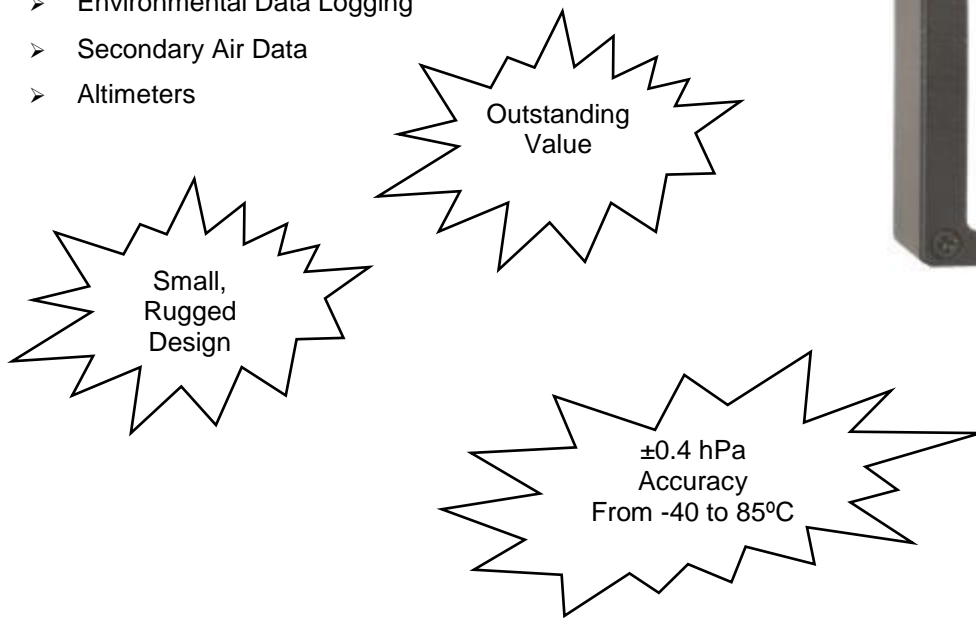 ➢ Environmental Data Logging
➢ Secondary Air Data
➢ Altimeters
Outstanding
Value
Small,
Rugged
Design
±0.4 hPa
Accuracy
From -40 to 85ºC